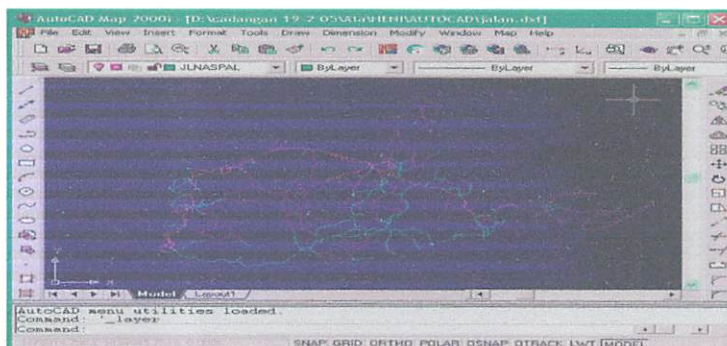 AutoCAD Map 2000i - [D:\cadangan 19-2-05\Ala\HENI\AUTOCAD\jalan.dxf]
File Edit View Insert Format Tools Draw Dimension Modify Window Map Help
JLNASPAL ByLayer ByLayer ByLayer
Y
X
Model Layout1
AutoCAD menu utilities loaded.
Command: '_layer
Command:
SNAP GRID ORTHO POLAR OSNAP OTRACK LWT MODEL